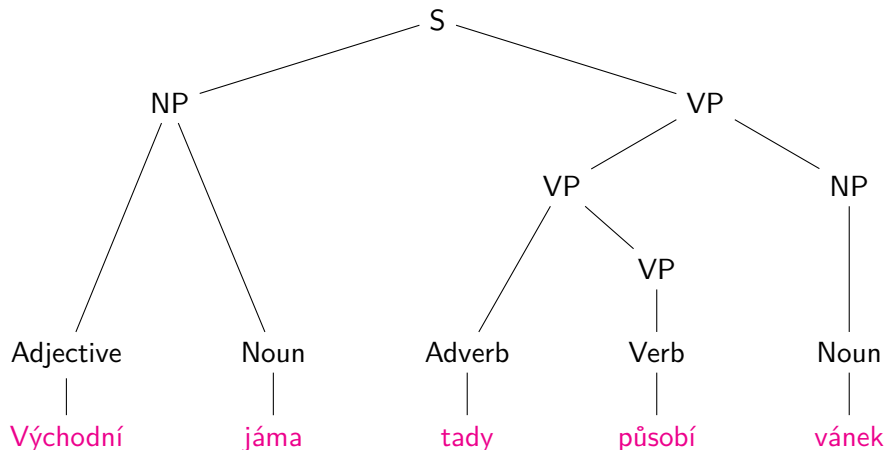 S
NP VP
VP NP
VP
Adjective Noun Adverb Verb Noun
Východní jáma tady působí vánek